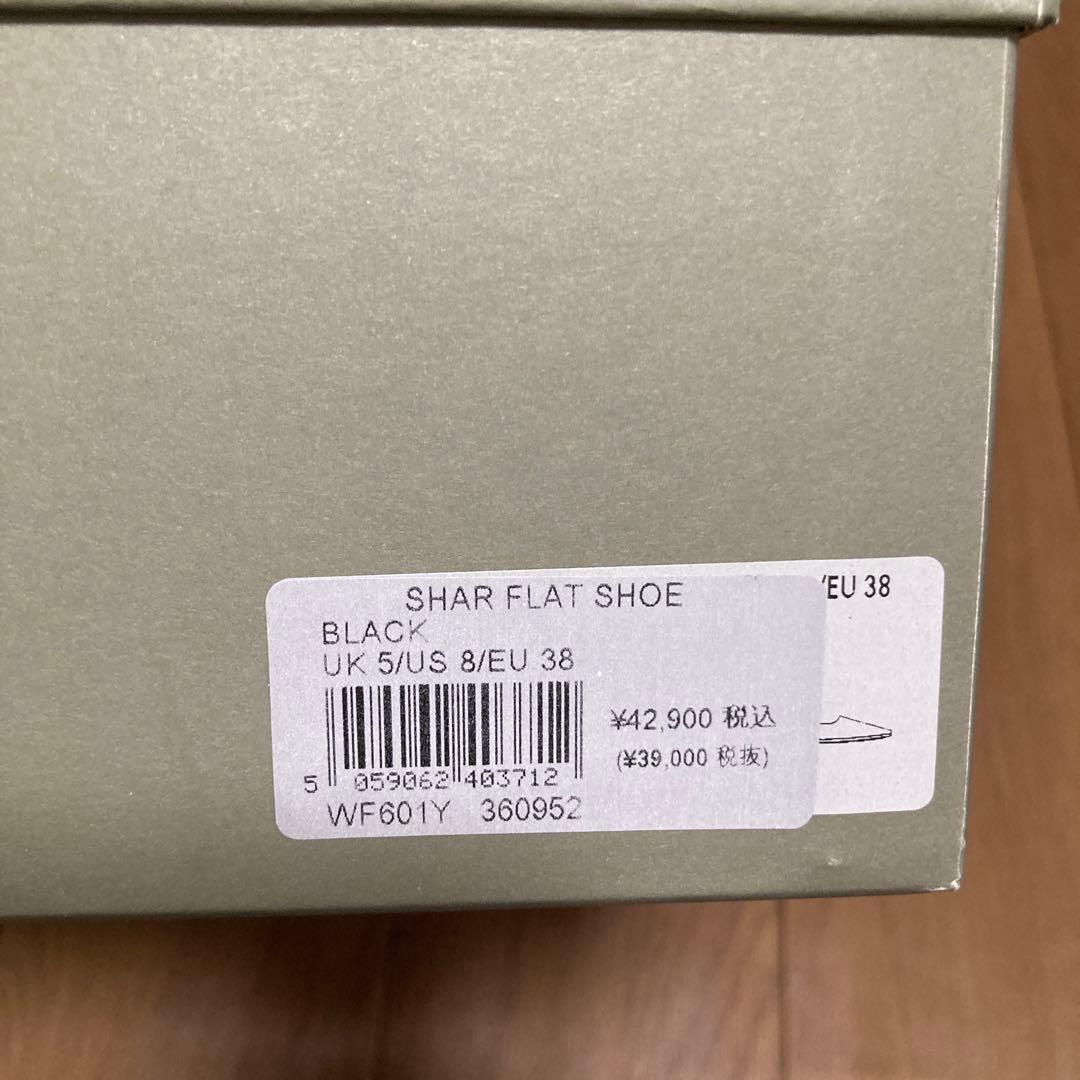 SHAR FLAT SHOE
BLACK
UK 5/US 8/EU 38
¥42,900 税込
(¥39,000 税抜)
5 059062 403712
WF601Y 360952
/EU 38